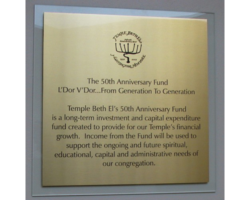 The 50th Anniversary Fund
L'Dor V'Dor...From Generation To Generation
Temple Beth El's 50th Anniversary Fund
is a long-term investment and capital expenditure
fund created to provide for our Temple's financial
growth. Income from the Fund will be used to
support the ongoing and future spiritual,
educational, capital and administrative needs of
our congregation.